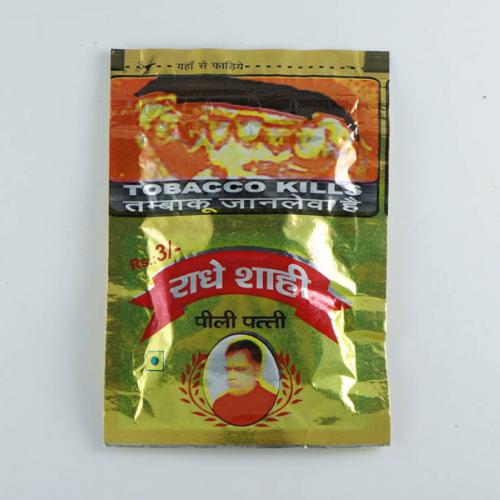 यहाँ से फाड़िये
TOBACCO KILLS
तम्बाकू जानलेवा है
Rs.:3/-
राधे शाही
पीली पत्ती